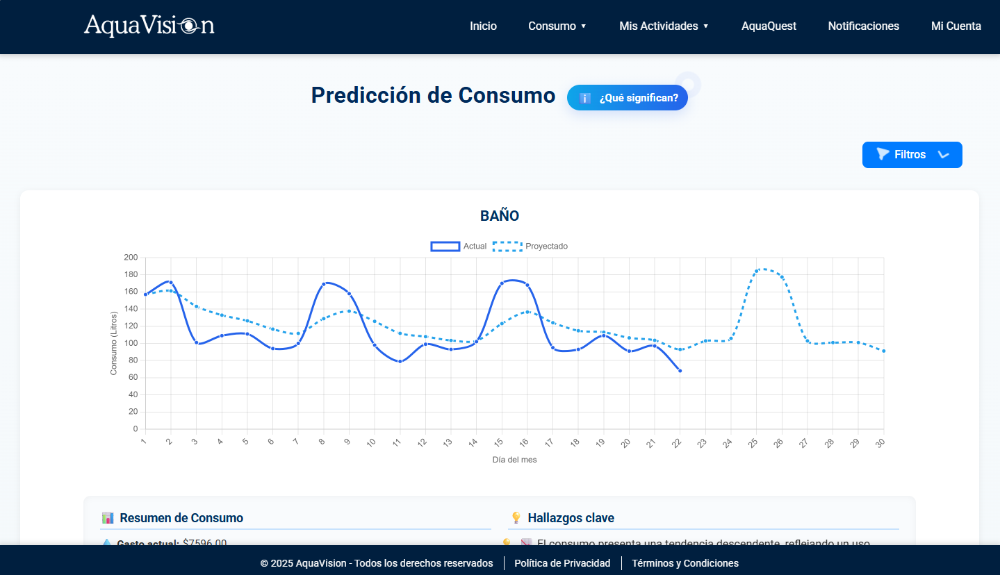 AquaVision
Inicio
Consumo ▼
Mis Actividades ▼
AquaQuest
Notificaciones
Mi Cuenta
Predicción de Consumo
¿Qué significan?
Filtros
BAÑO
Actual
Proyectado
200
180
160
140
120
100
80
60
40
20
0
Consumo (Litros)
1 2 3 4 5 6 7 8 9 10 11 12 13 14 15 16 17 18 19 20 21 22 23 24 25 26 27 28 29 30
Día del mes
Resumen de Consumo
Gasto actual: $7596.00
Hallazgos clave
El consumo presenta una tendencia descendente, reflejando un uso
© 2025 AquaVision - Todos los derechos reservados
Política de Privacidad
Términos y Condiciones